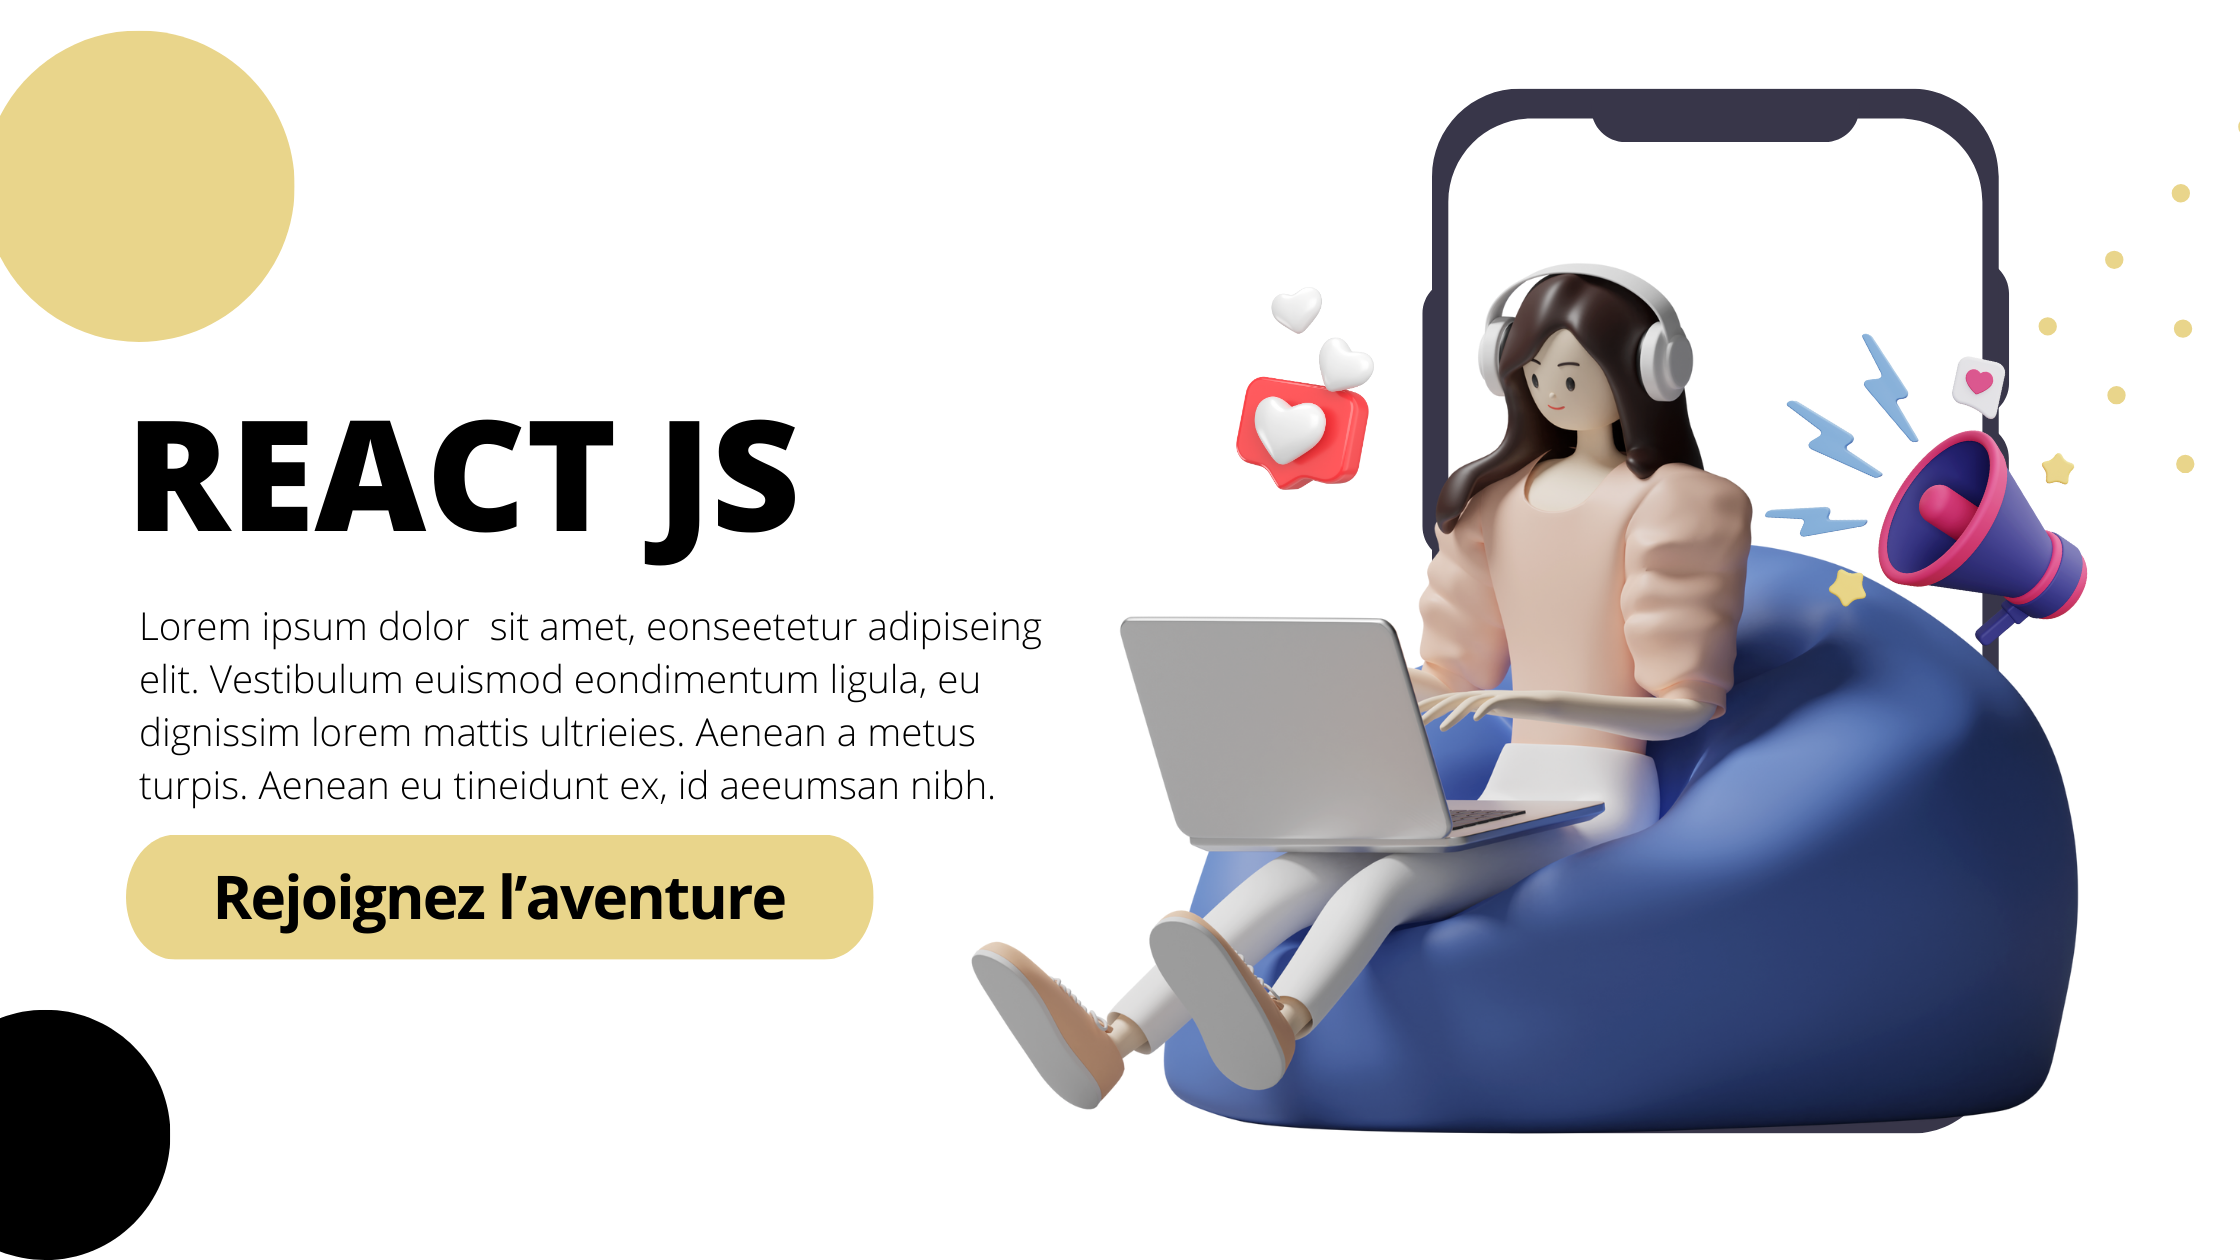 REACT JS
Lorem ipsum dolor  sit amet, eonseetetur adipiseing
elit. Vestibulum euismod eondimentum ligula, eu
dignissim lorem mattis ultrieies. Aenean a metus
turpis. Aenean eu tineidunt ex, id aeeumsan nibh.
Rejoignez l’aventure